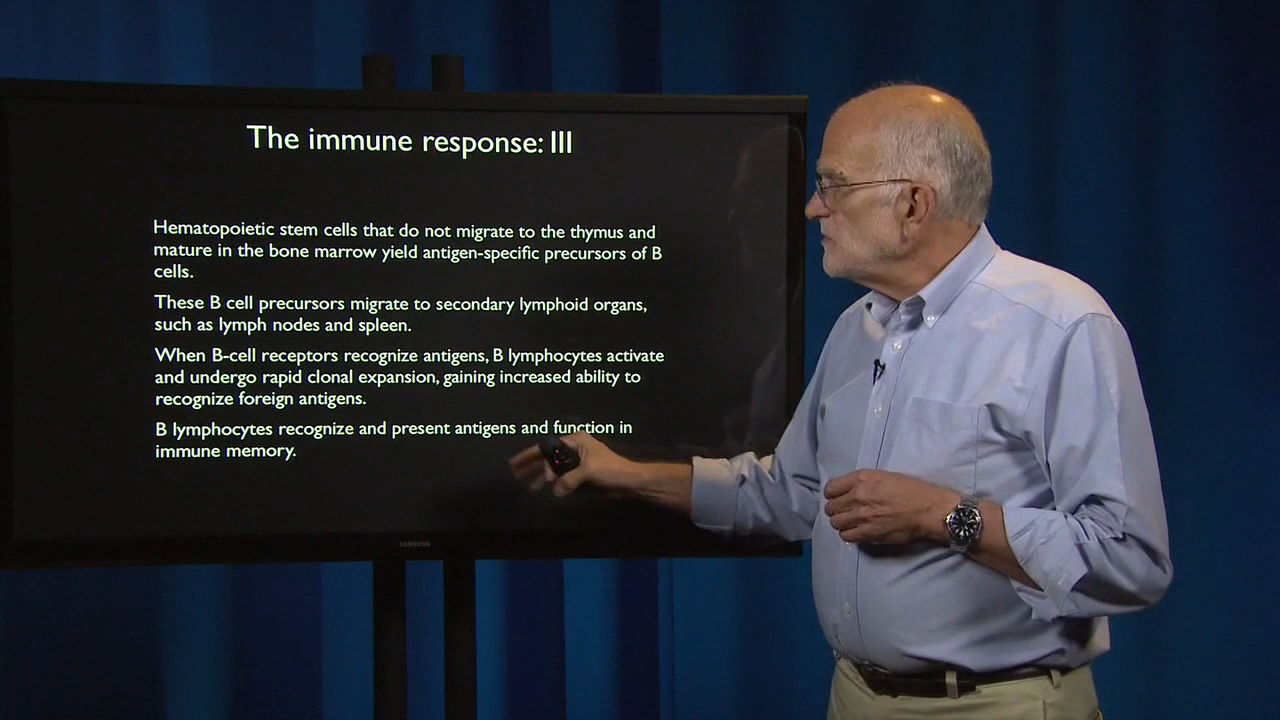 The immune response: III
Hematopoietic stem cells that do not migrate to the thymus and
mature in the bone marrow yield antigen-specific precursors of B
cells.
These B cell precursors migrate to secondary lymphoid organs,
such as lymph nodes and spleen.
When B-cell receptors recognize antigens, B lymphocytes activate
and undergo rapid clonal expansion, gaining increased ability to
recognize foreign antigens.
B lymphocytes recognize and present antigens and function in
immune memory.
SAMSUNG